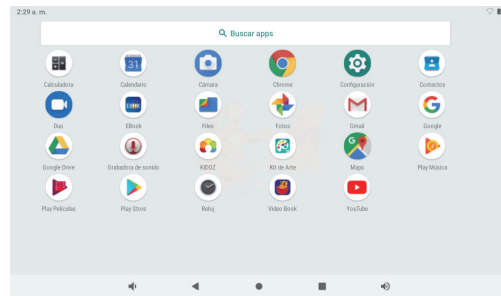 2:29 a. m.
Buscar apps
31
Calculadora Calendario Cámara Chrome Configuración Contactos
Duo EBook Files Fotos Gmail Google
Google Drive Grabadora de sonido KIDOZ Kit de Arte Maps Play Música
Play Películas Play Store Reloj Video Book YouTube